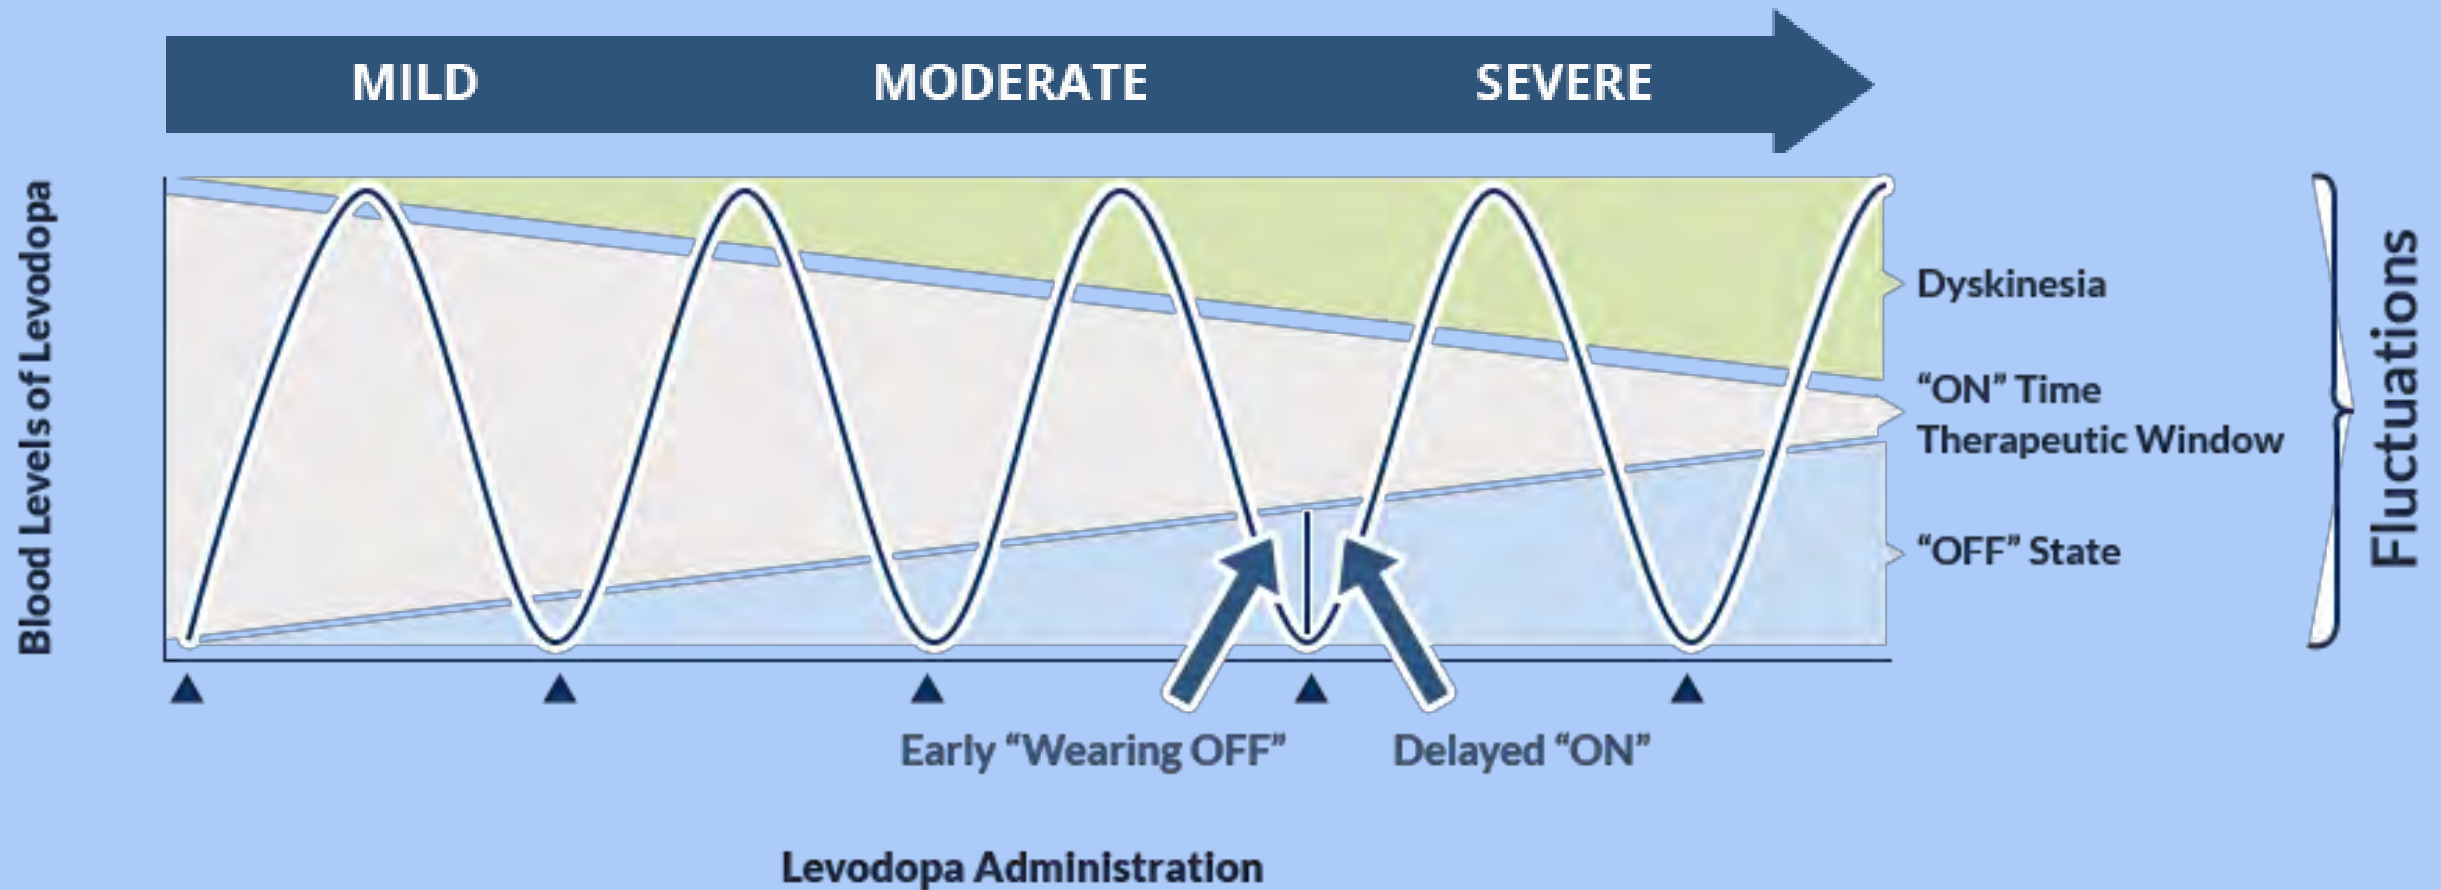 MILD
MODERATE
SEVERE
Blood Levels of Levodopa
Dyskinesia
“ON” Time
Therapeutic Window
“OFF” State
Fluctuations
Early “Wearing OFF”
Delayed “ON”
Levodopa Administration